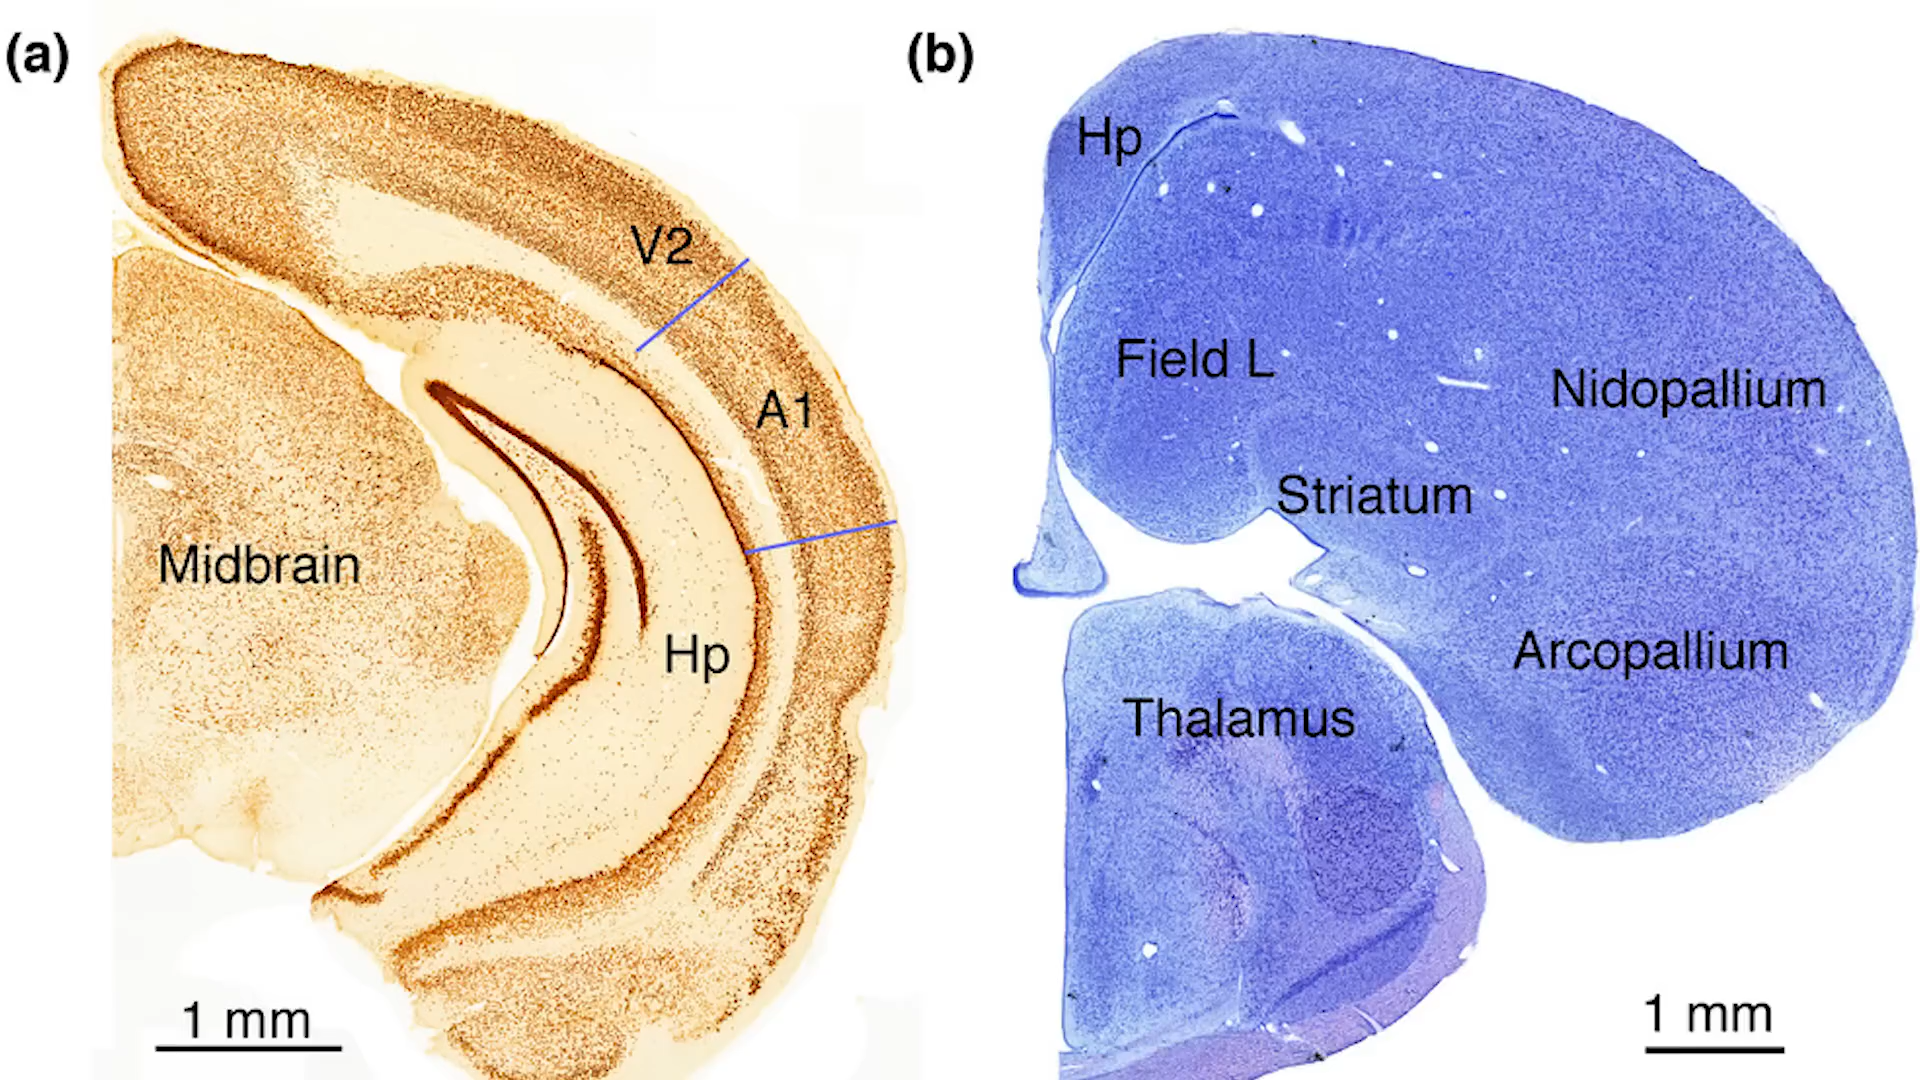 (a)
V2
A1
Midbrain
Hp
1 mm
(b)
Hp
Field L
Nidopallium
Striatum
Arcopallium
Thalamus
1 mm